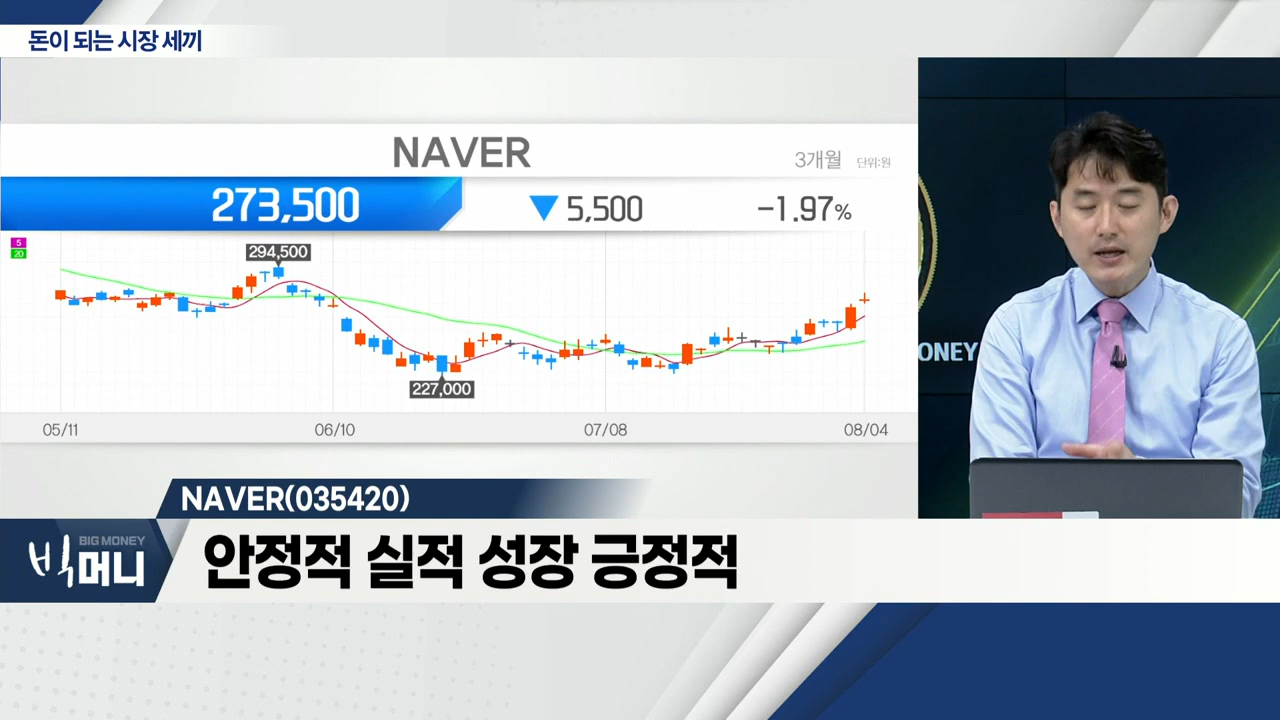 돈이 되는 시장 세끼
NAVER
3개월 단위:원
273,500 ▼ 5,500 -1.97%
5
20
294,500
227,000
05/11 06/10 07/08 08/04
ONEY
NAVER(035420)
BIG MONEY
빅머니
안정적 실적 성장 긍정적